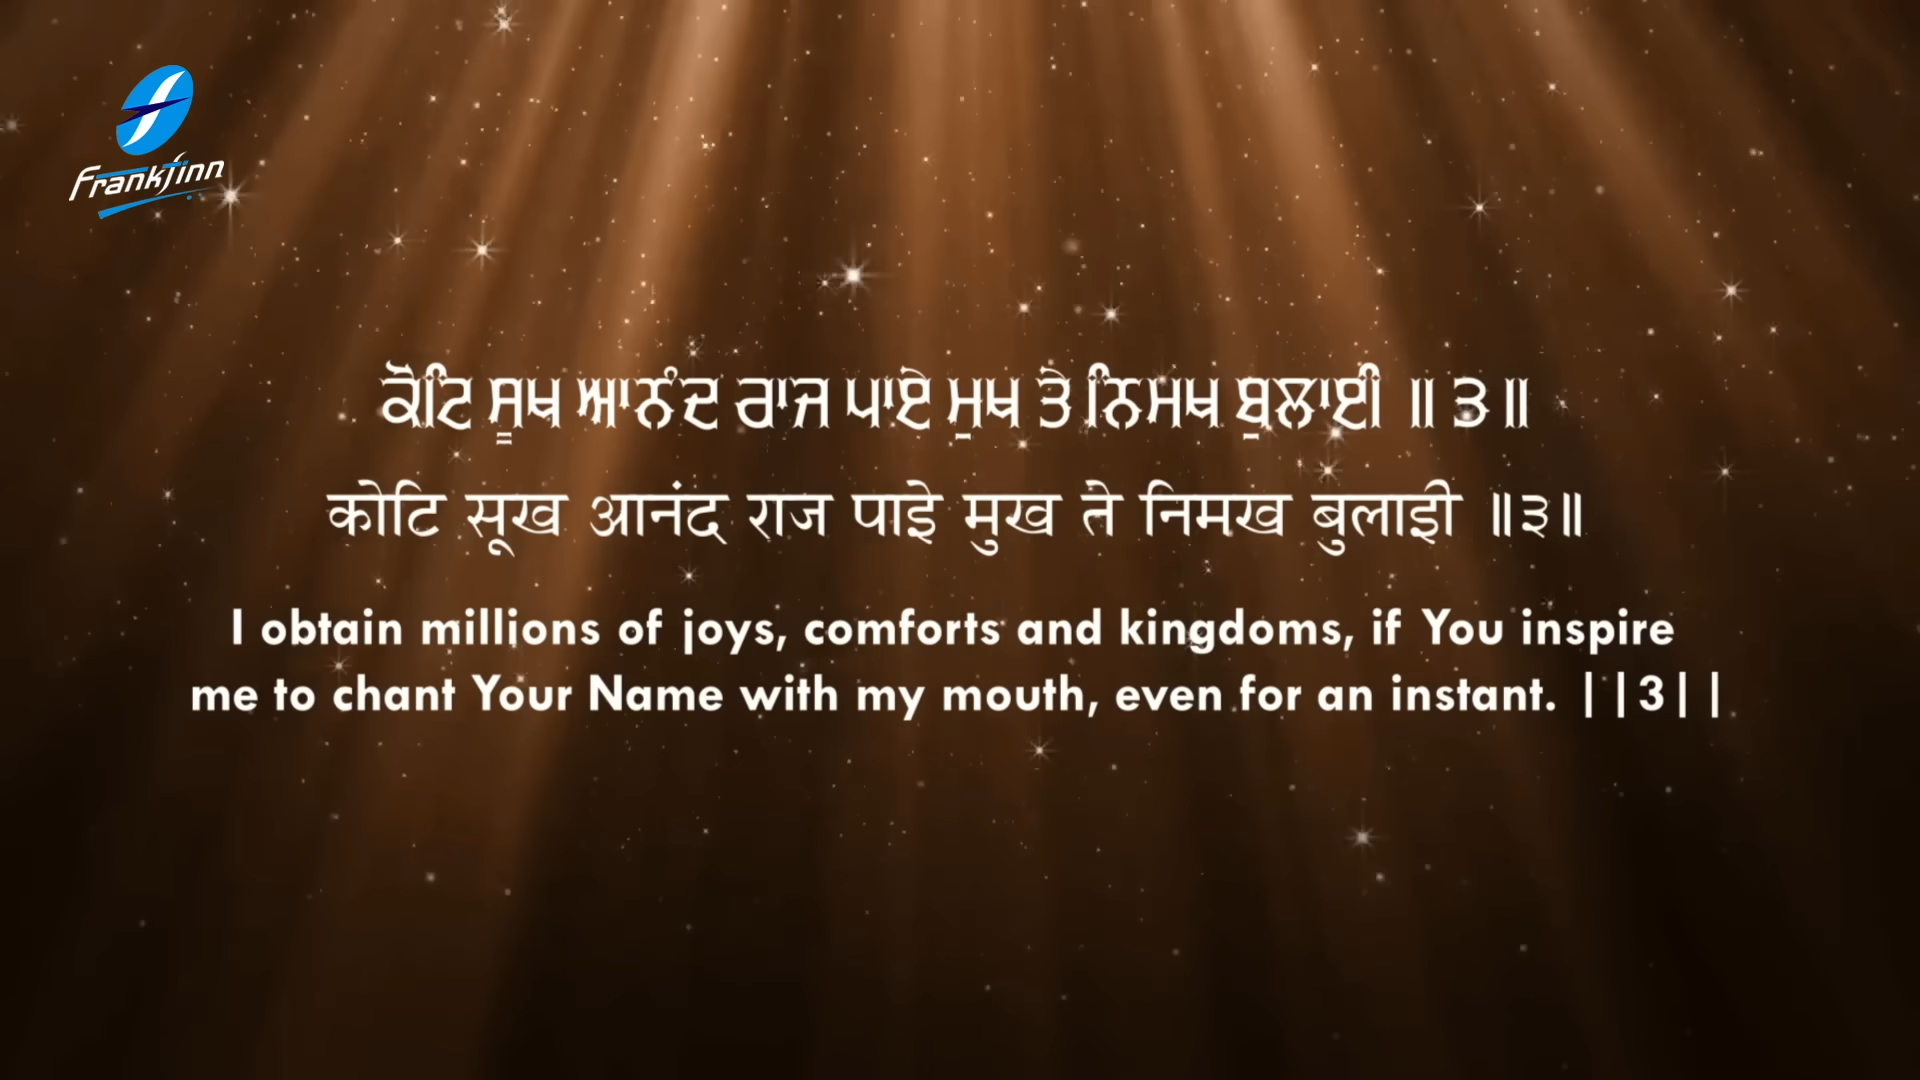 Frankfinn
ਕੋਟਿ ਸੂਖ ਆਨੰਦ ਰਾਜ ਪਾਏ ਮੁਖ ਤੇ ਨਿਮਖ ਬੁਲਾਈ ॥ ੩ ॥
कोटि सूख आनंद राज पाइे मुख ते निमख बुलाइी ॥३॥
I obtain millions of joys, comforts and kingdoms, if You inspire
me to chant Your Name with my mouth, even for an instant. ||3||